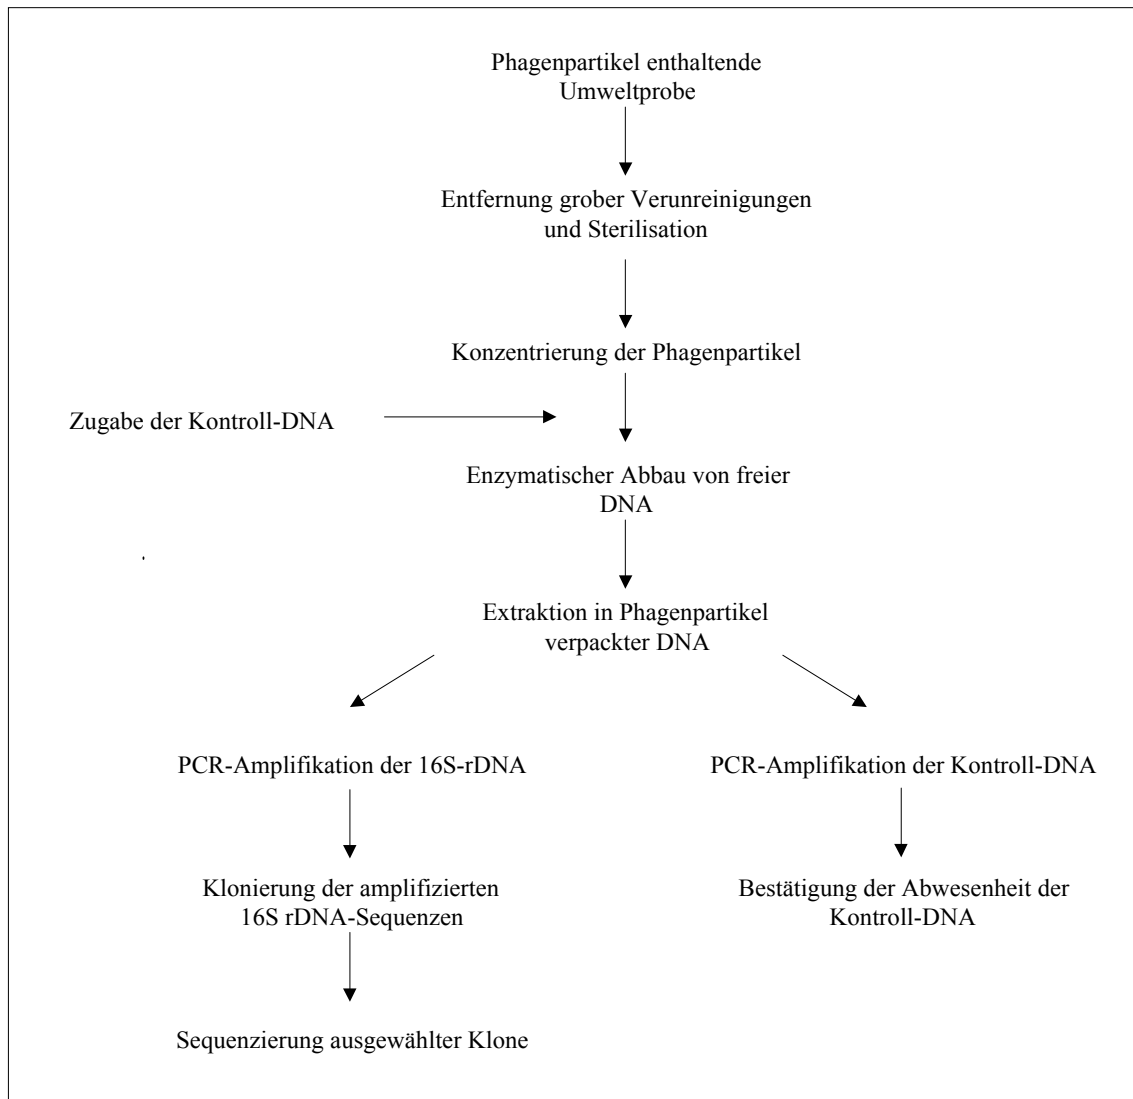 Phagenpartikel enthaltende
Umweltprobe
Entfernung grober Verunreinigungen
und Sterilisation
Konzentrierung der Phagenpartikel
Zugabe der Kontroll-DNA
Enzymatischer Abbau von freier
DNA
Extraktion in Phagenpartikel
verpackter DNA
PCR-Amplifikation der 16S-rDNA
PCR-Amplifikation der Kontroll-DNA
Klonierung der amplifizierten
16S rDNA-Sequenzen
Bestätigung der Abwesenheit der
Kontroll-DNA
Sequenzierung ausgewählter Klone